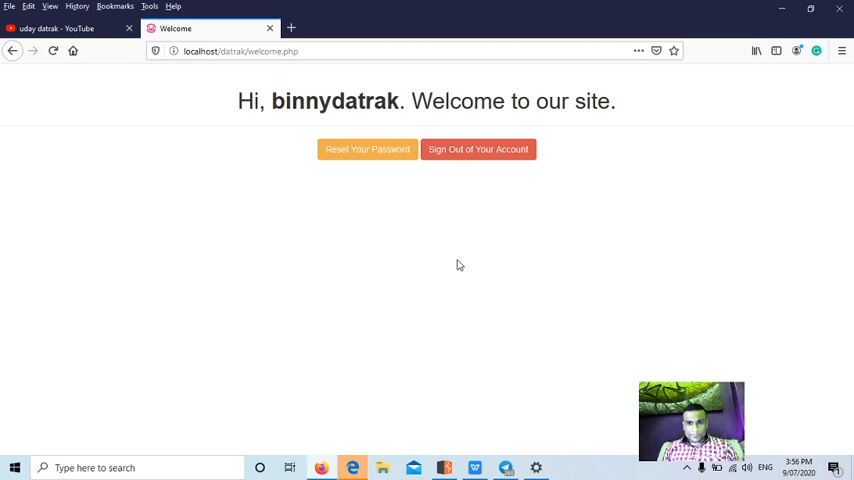 File Edit View History Bookmarks Tools Help
uday datrak - YouTube
Welcome
localhost/datrak/welcome.php
Hi, binnydatrak. Welcome to our site.
Reset Your Password Sign Out of Your Account
Type here to search
ENG
3:56 PM
9/07/2020